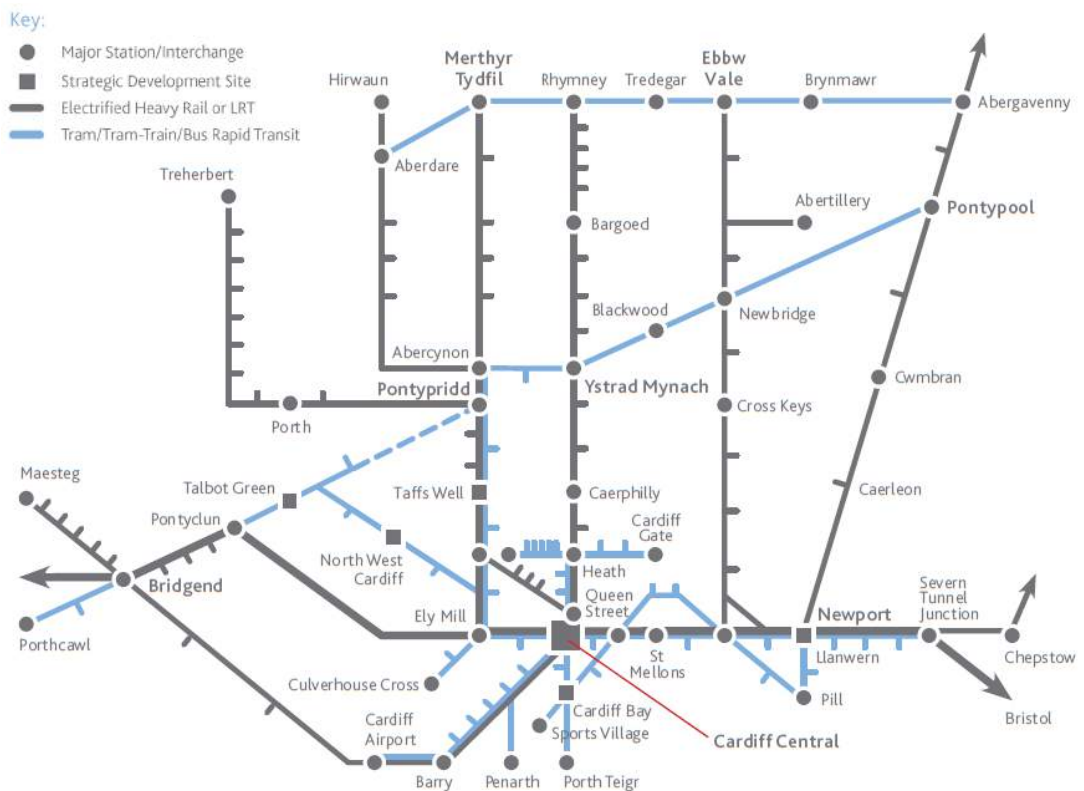 Key:
Major Station/Interchange
Strategic Development Site
Electrified Heavy Rail or LRT
Tram/Tram-Train/Bus Rapid Transit
Hirwaun
Merthyr
Tydfil
Rhymney
Tredegar
Ebbw
Vale
Brynmawr
Abergavenny
Aberdare
Treherbert
Abertillery
Pontypool
Bargoed
Blackwood
Newbridge
Abercynon
Ystrad Mynach
Cwmbran
Pontypridd
Porth
Cross Keys
Maesteg
Talbot Green
Taffs Well
Caerphilly
Caerleon
Pontyclun
North West
Cardiff
Cardiff
Gate
Heath
Queen
Street
Bridgend
Ely Mill
Newport
Severn
Tunnel
Junction
Porthcawl
St
Mellons
Llanwern
Chepstow
Culverhouse Cross
Cardiff Bay
Pill
Sports Village
Bristol
Cardiff
Airport
Cardiff Central
Barry
Penarth
Porth Teigr